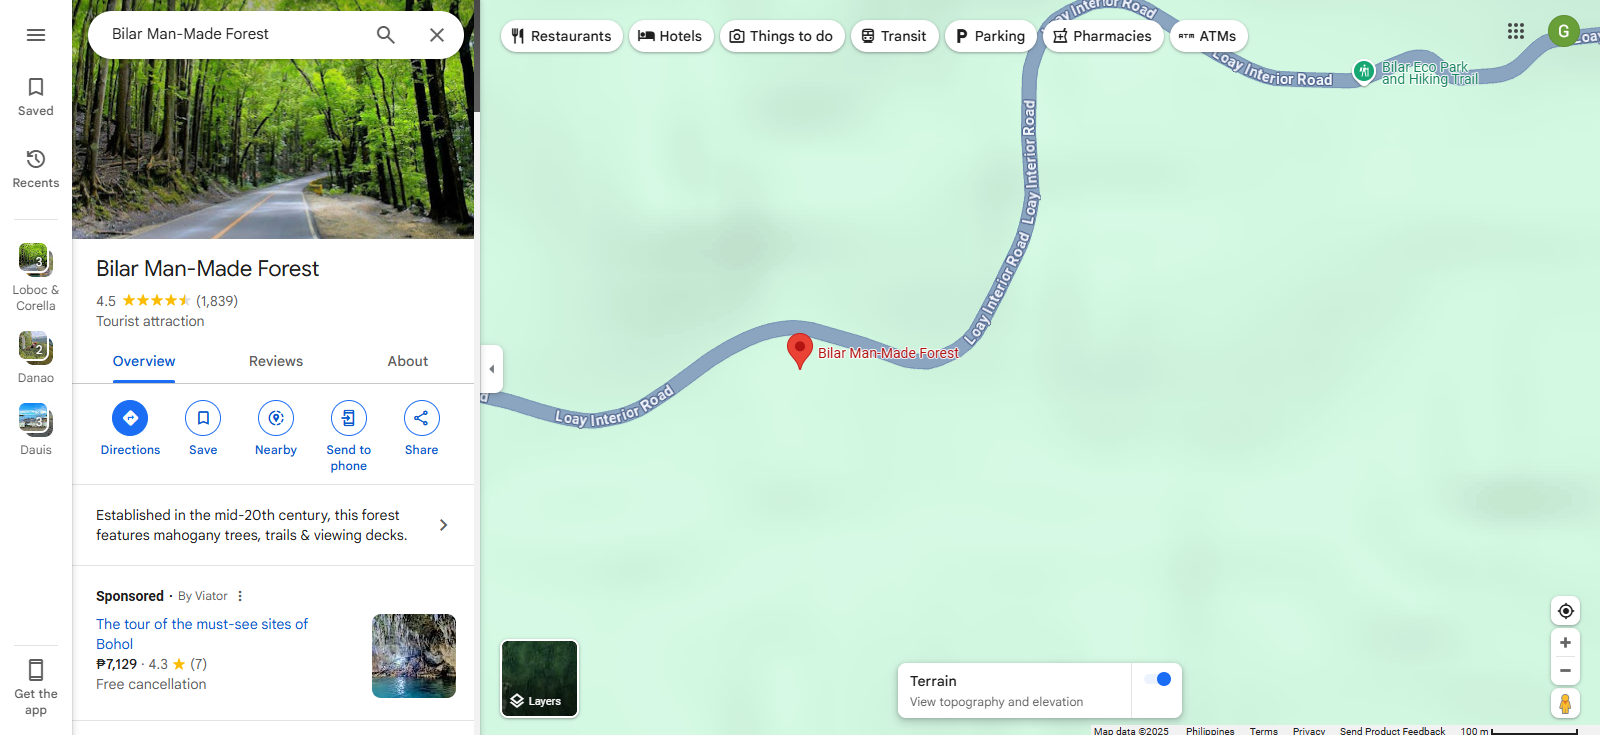 Bilar Man-Made Forest
Saved
Recents
3
Loboc &
Corella
2
Danao
3
Dauis
Get the
app
Bilar Man-Made Forest
4.5 (1,839)
Tourist attraction
Overview
Reviews
About
Directions
Save
Nearby
Send to
phone
Share
Established in the mid-20th century, this forest
features mahogany trees, trails & viewing decks.
Sponsored · By Viator
The tour of the must-see sites of
Bohol
₱7,129 · 4.3 (7)
Free cancellation
Restaurants
Hotels
Things to do
Transit
Parking
Pharmacies
ATM ATMs
G
Loay Interior Road
Loay Interior Road
Loay Interior Road
Loay Interior Road
Loay Interior Road
Bilar Eco Park
and Hiking Trail
Bilar Man-Made Forest
Loay Interior Road
Layers
Terrain
View topography and elevation
Map data ©2025
Philippines
Terms
Privacy
Send Product Feedback
100 m